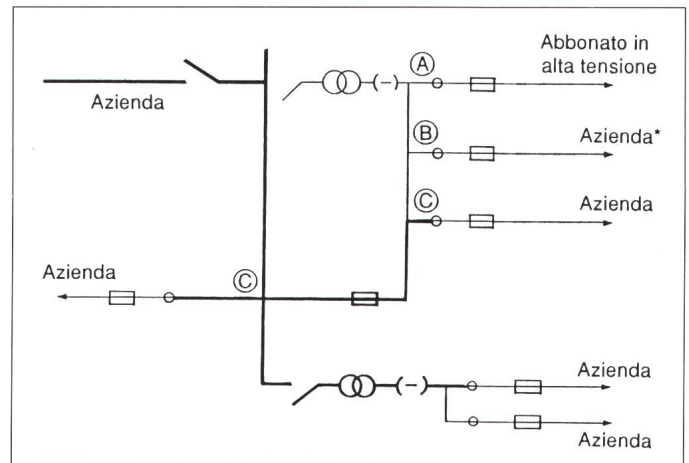 Abbonato in
alta tensione
A
Azienda
B
Azienda*
C
Azienda
Azienda
C
Azienda
Azienda